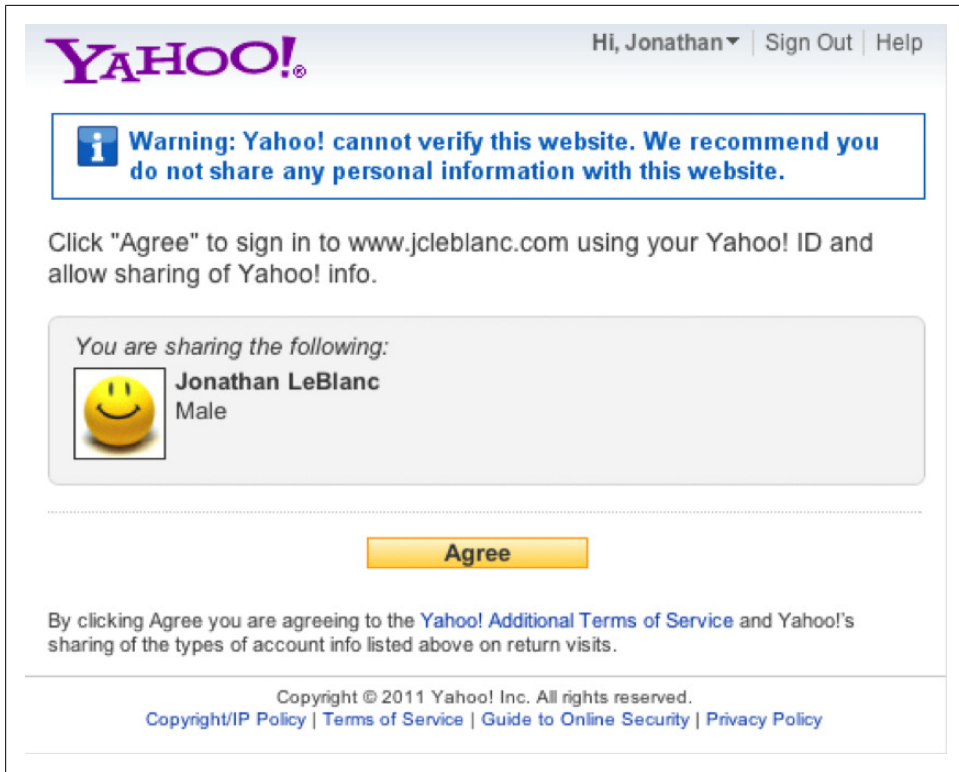 YAHOO!®
Hi, Jonathan▼ | Sign Out | Help
Warning: Yahoo! cannot verify this website. We recommend you
do not share any personal information with this website.
Click "Agree" to sign in to www.jcleblanc.com using your Yahoo! ID and
allow sharing of Yahoo! info.
You are sharing the following:
Jonathan LeBlanc
Male
Agree
By clicking Agree you are agreeing to the Yahoo! Additional Terms of Service and Yahoo!'s
sharing of the types of account info listed above on return visits.
Copyright © 2011 Yahoo! Inc. All rights reserved.
Copyright/IP Policy | Terms of Service | Guide to Online Security | Privacy Policy